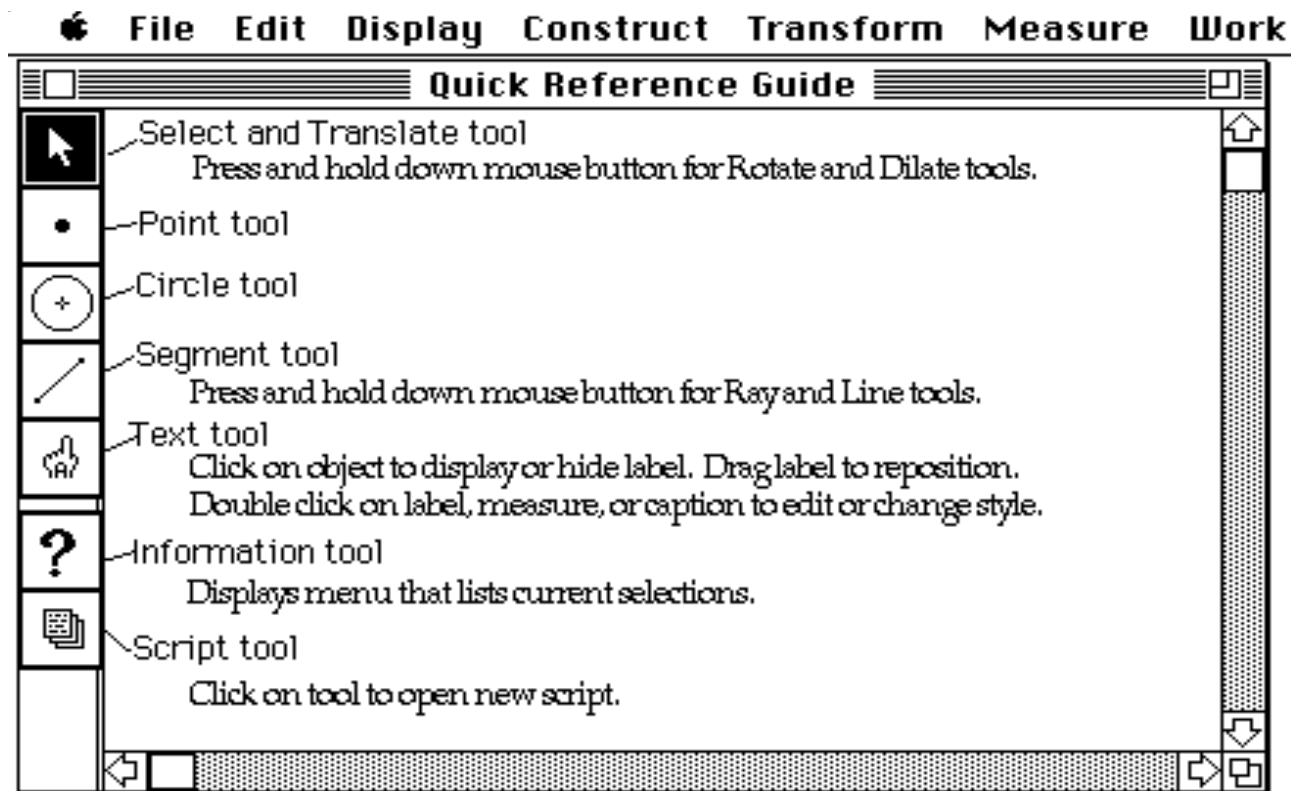 File Edit Display Construct Transform Measure Work
Quick Reference Guide
Select and Translate tool
Press and hold down mouse button for Rotate and Dilate tools.
Point tool
Circle tool
Segment tool
Press and hold down mouse button for Ray and Line tools.
Text tool
Click on object to display or hide label. Drag label to reposition.
Double click on label, measure, or caption to edit or change style.
A
?
Information tool
Displays menu that lists current selections.
Script tool
Click on tool to open new script.